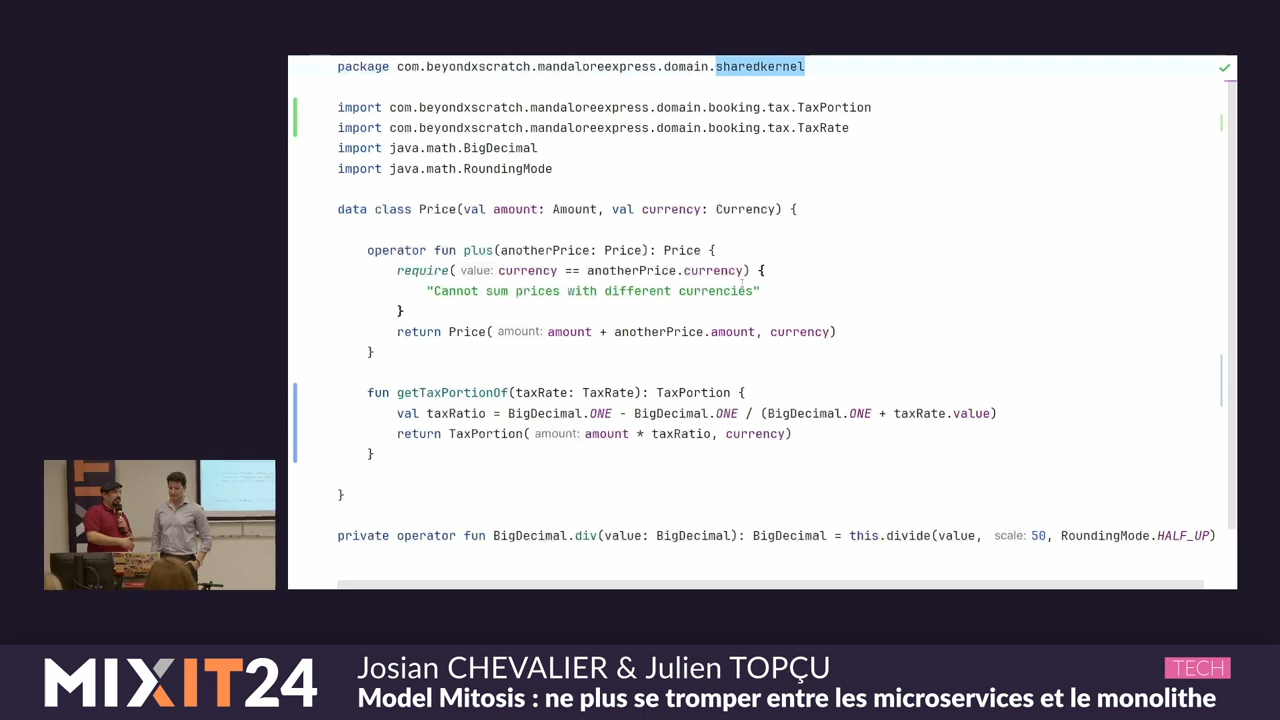 package com.beyondxscratch.mandaloreexpress.domain.sharedkernel
import com.beyondxscratch.mandaloreexpress.domain.booking.tax.TaxPortion
import com.beyondxscratch.mandaloreexpress.domain.booking.tax.TaxRate
import java.math.BigDecimal
import java.math.RoundingMode
data class Price(val amount: Amount, val currency: Currency) {
operator fun plus(anotherPrice: Price): Price {
require( value: currency == anotherPrice.currency) {
"Cannot sum prices with different currencies"
}
return Price( amount: amount + anotherPrice.amount, currency)
}
fun getTaxPortionOf(taxRate: TaxRate): TaxPortion {
val taxRatio = BigDecimal.ONE - BigDecimal.ONE / (BigDecimal.ONE + taxRate.value)
return TaxPortion( amount: amount * taxRatio, currency)
}
}
private operator fun BigDecimal.div(value: BigDecimal): BigDecimal = this.divide(value, scale: 50, RoundingMode.HALF_UP)
MIXIT
MIXIT24
Josian CHEVALIER & Julien TOPÇU
TECH
Model Mitosis : ne plus se tromper entre les microservices et le monolithe